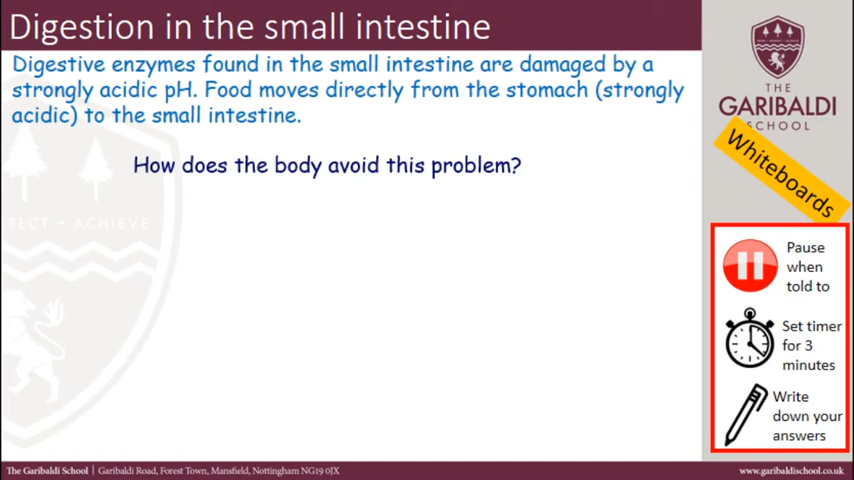 Digestion in the small intestine
Digestive enzymes found in the small intestine are damaged by a
strongly acidic pH. Food moves directly from the stomach (strongly
acidic) to the small intestine.
How does the body avoid this problem?
THE
GARIBALDI
SCHOOL
Whiteboards
Pause
when
told to
Set timer
for 3
minutes
Write
down your
answers
PECT • ACHIEVE
The Garibaldi School | Garibaldi Road, Forest Town, Mansfield, Nottingham NG19 0JX
www.garibaldischool.co.uk